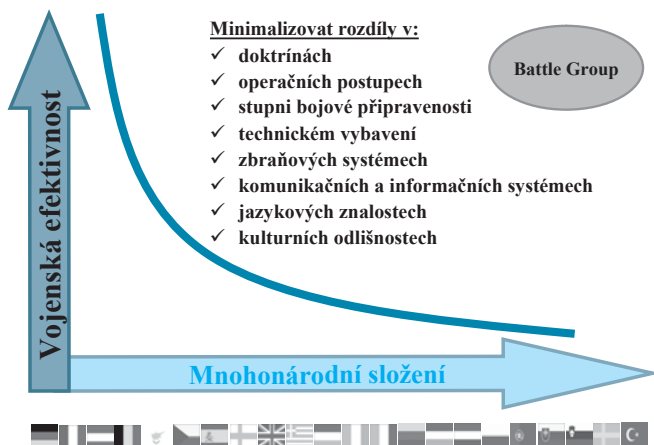 Minimalizovat rozdíly v:
✓ doktrínách
✓ operačních postupech
✓ stupni bojové připravenosti
✓ technickém vybavení
✓ zbraňových systémech
✓ komunikačních a informačních systémech
✓ jazykových znalostech
✓ kulturních odlišnostech
Battle Group
Vojenská efektivnost
Mnohonárodní složení